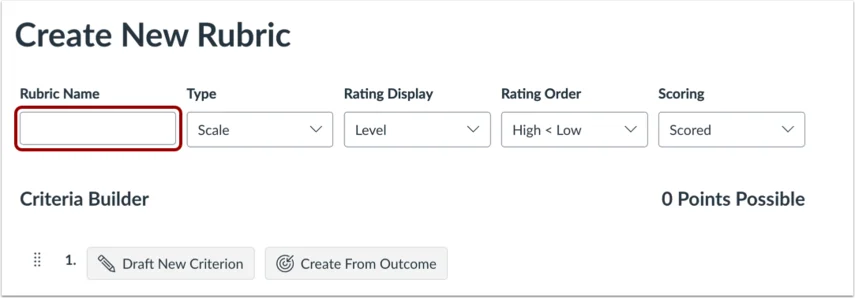 Create New Rubric
Rubric Name Type Rating Display Rating Order Scoring
Scale Level High < Low Scored
Criteria Builder 0 Points Possible
1. Draft New Criterion Create From Outcome